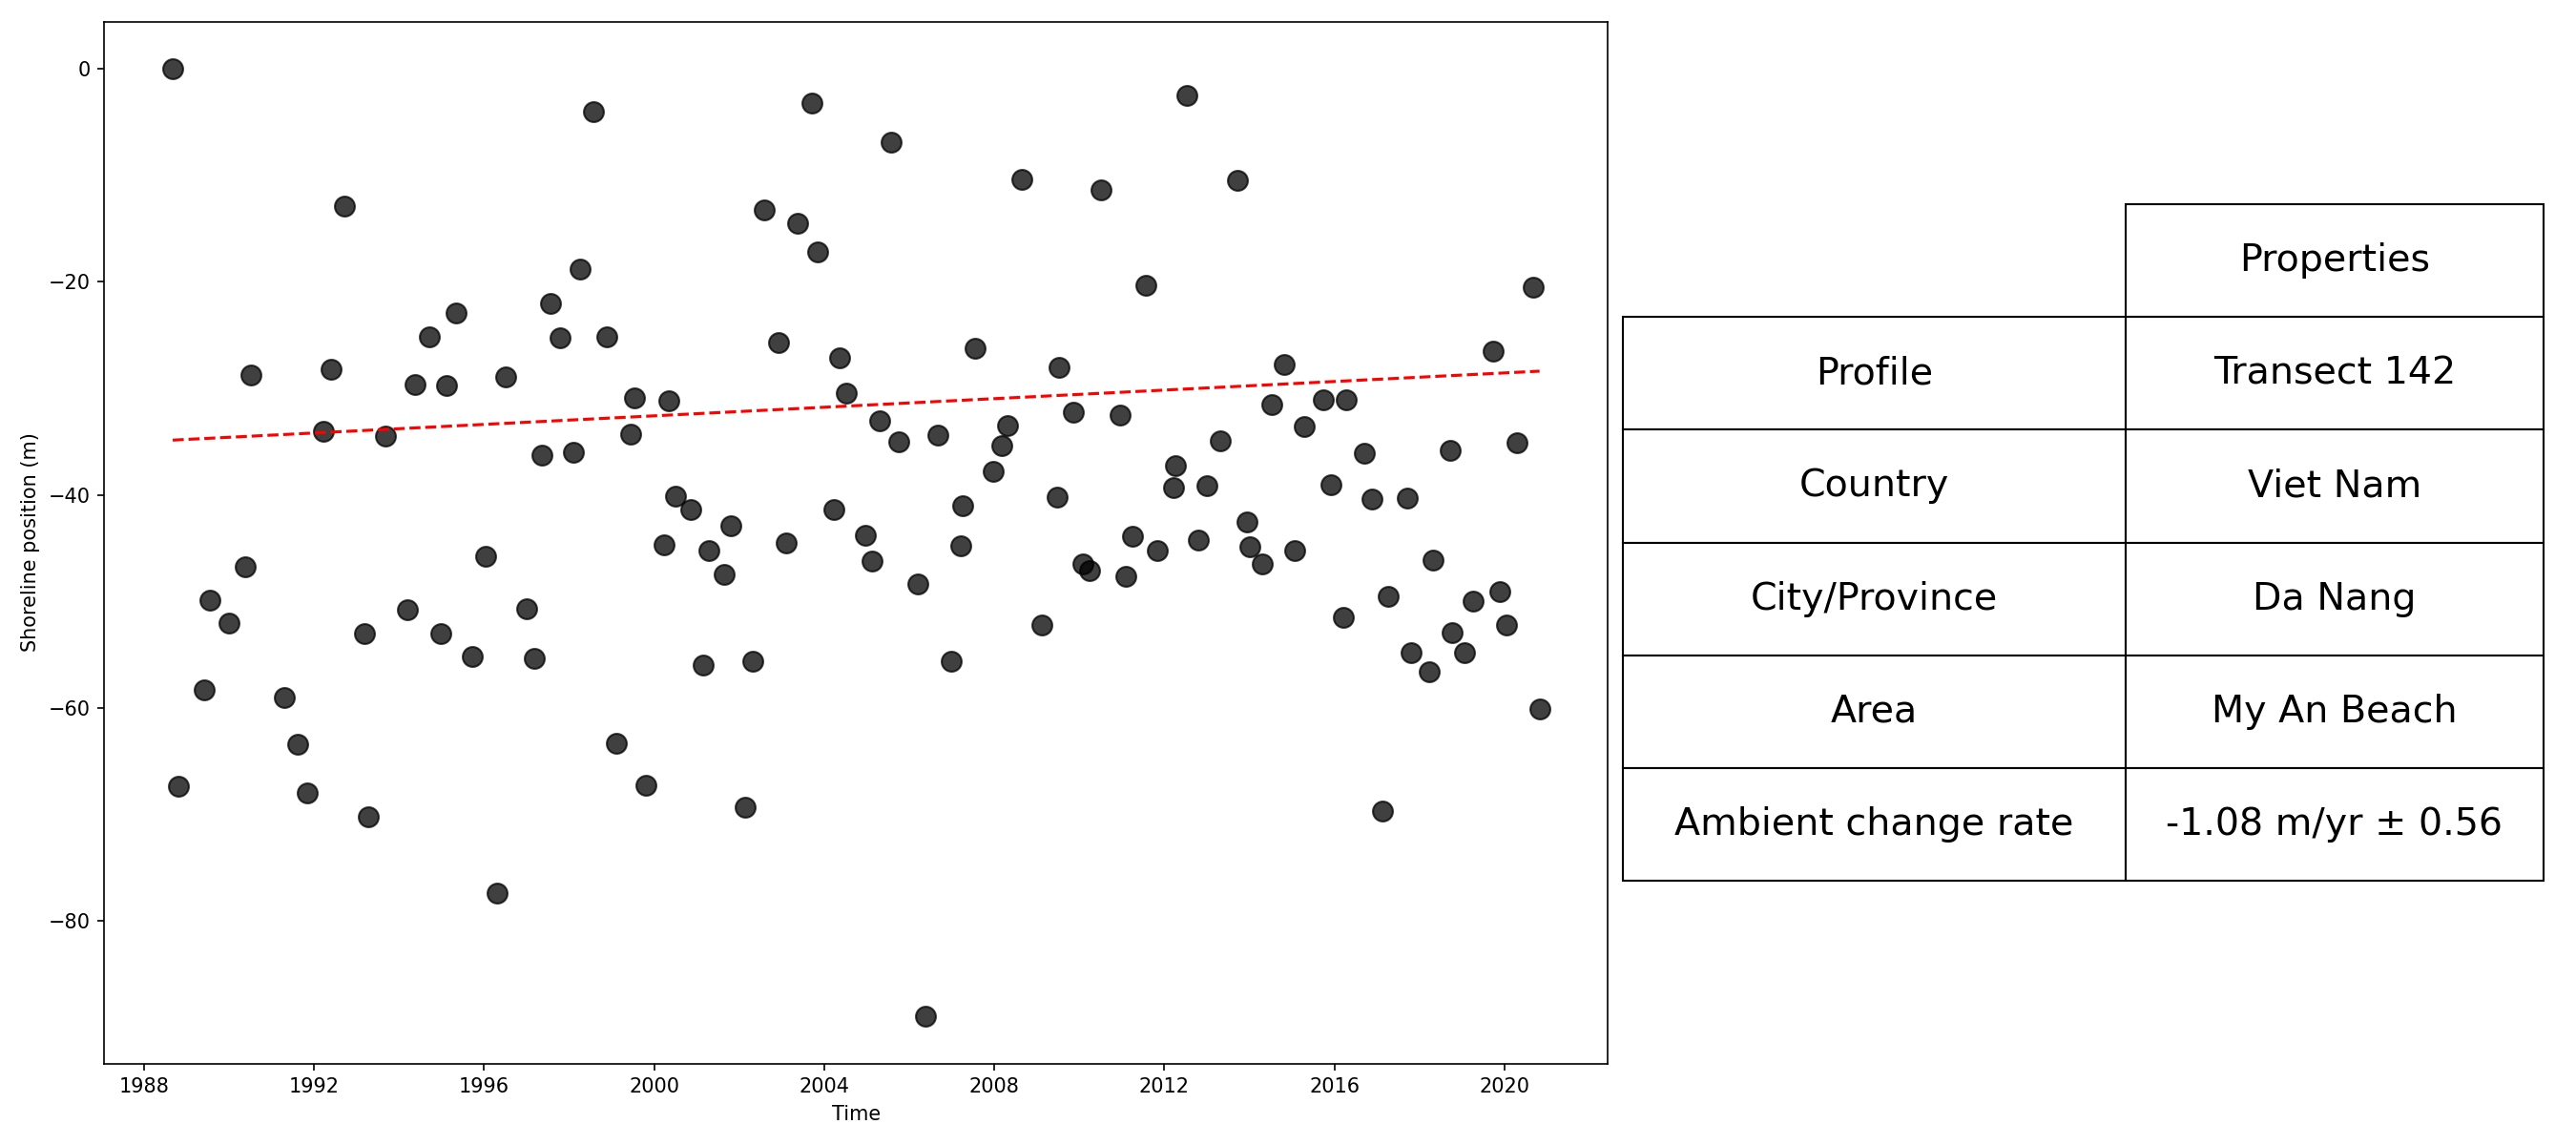 0
−20
−40
−60
−80
Shoreline position (m)
1988 1992 1996 2000 2004 2008 2012 2016 2020
Time
Properties
Profile Transect 142
Country Viet Nam
City/Province Da Nang
Area My An Beach
Ambient change rate -1.08 m/yr ± 0.56